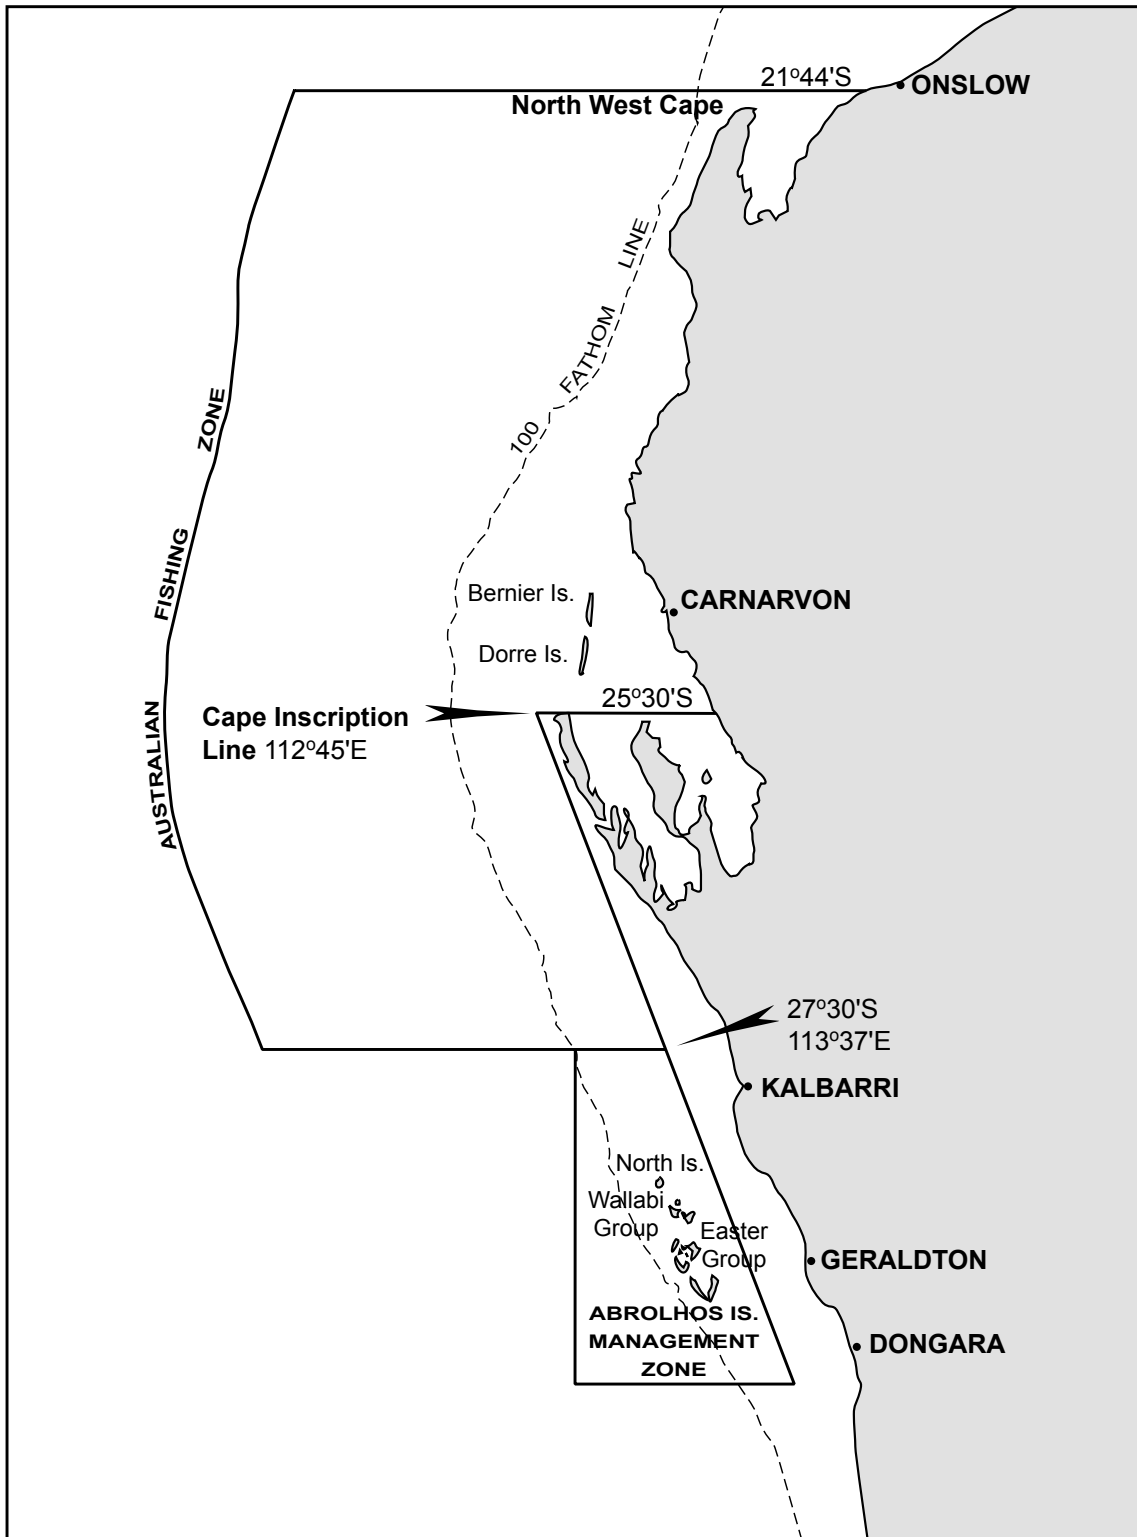 21º44'S
ONSLOW
North West Cape
LINE
FATHOM
100
ZONE
FISHING
AUSTRALIAN
Bernier Is.
CARNARVON
Dorre Is.
25º30'S
Cape Inscription
Line 112º45'E
27º30'S
113º37'E
KALBARRI
North Is.
Wallabi
Group
Easter
Group
GERALDTON
ABROLHOS IS.
MANAGEMENT
ZONE
DONGARA